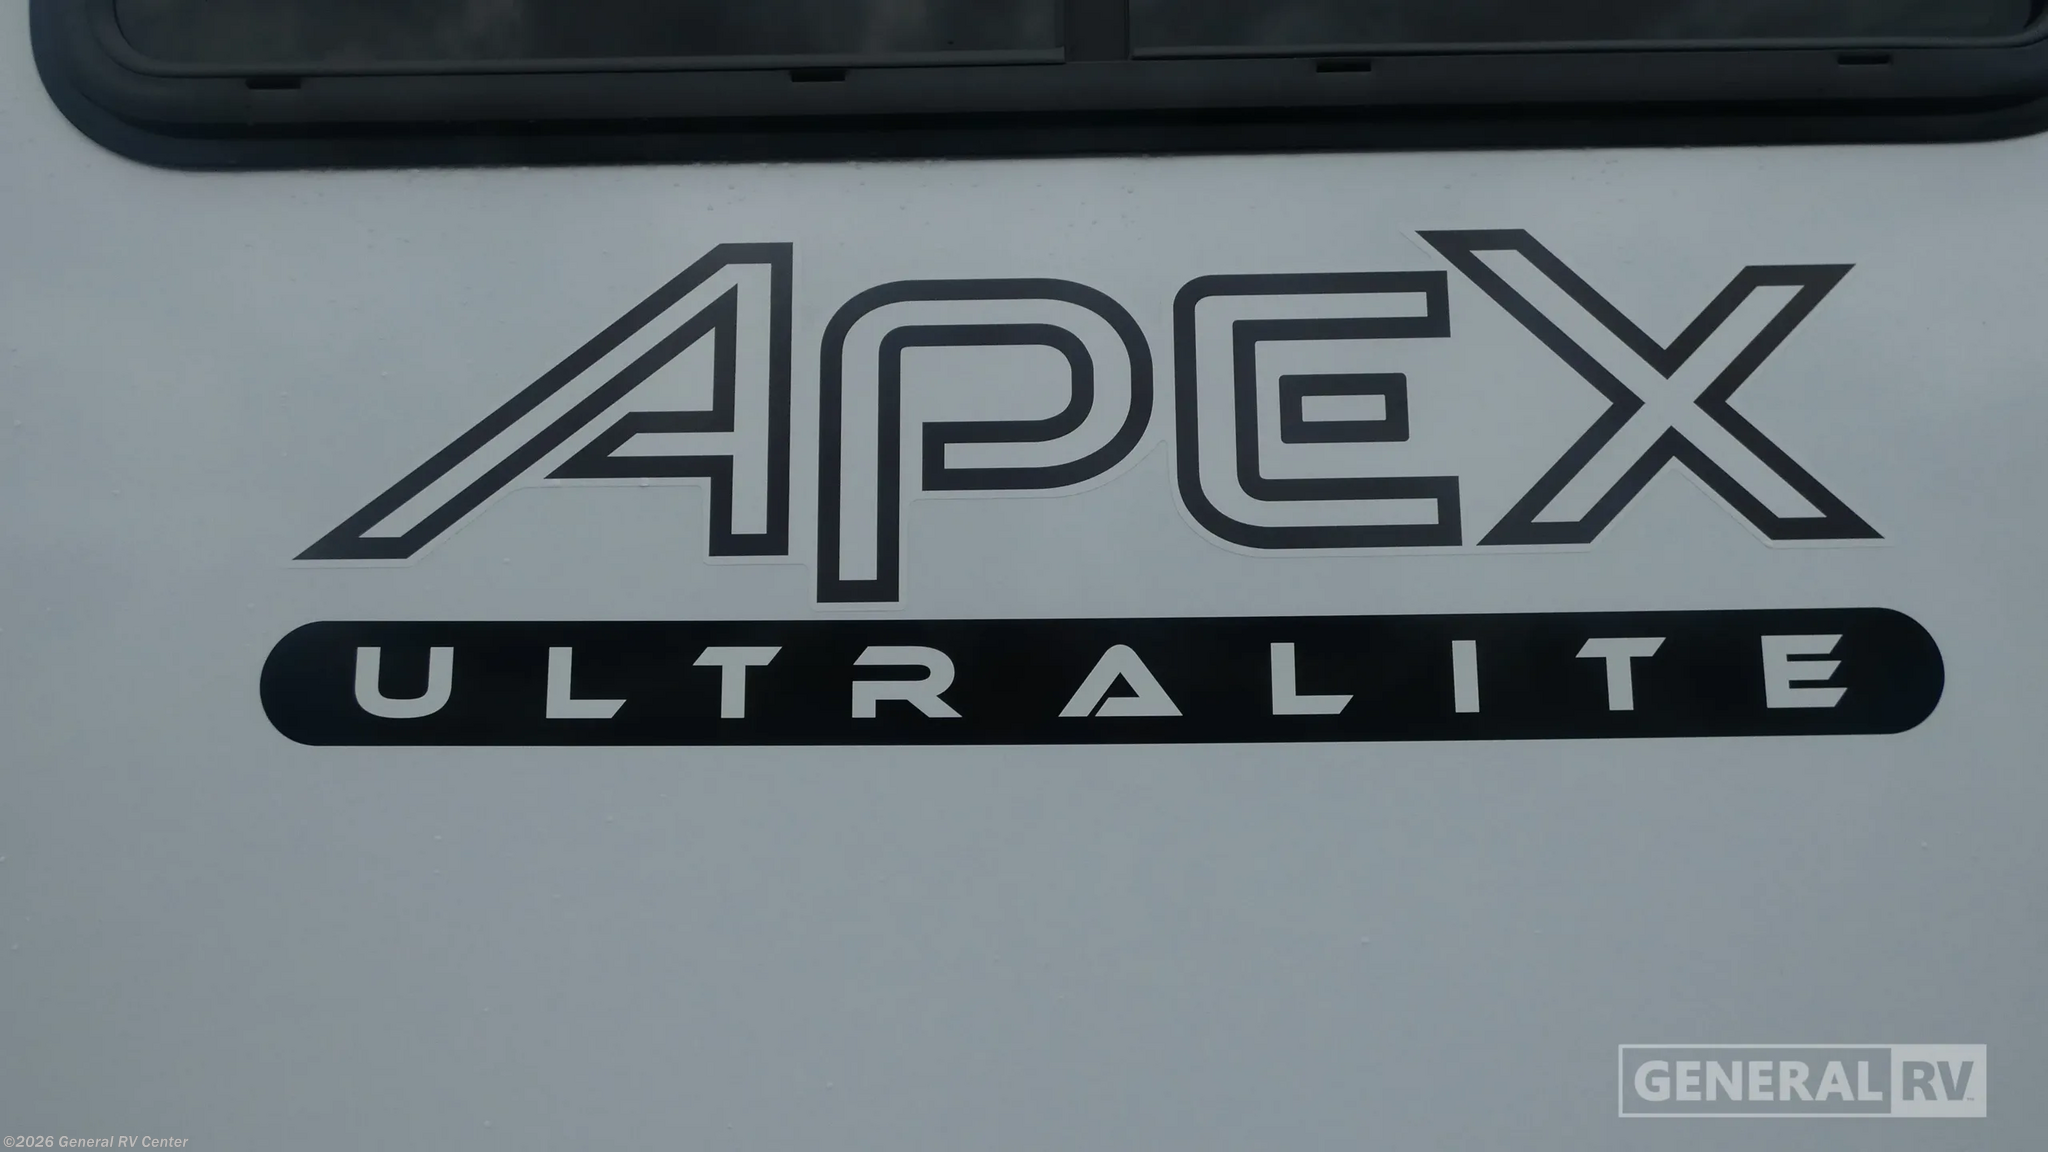 APEX
ULTRALITE
GENERAL RV
©2026 General RV Center